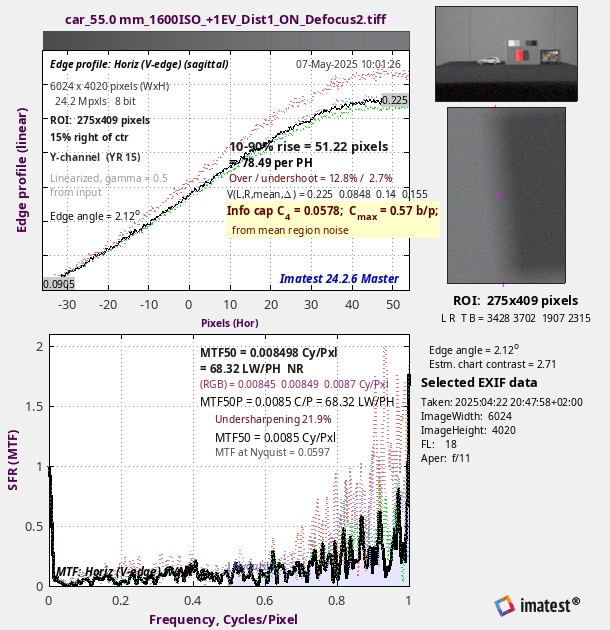 car_55.0 mm_1600ISO_+1EV_Dist1_ON_Defocus2.tiff
Edge profile: Horiz (V-edge) (sagittal)
07-May-2025 10:01:26
6024 x 4020 pixels (WxH)
24.2 Mpxls   8 bit
ROI:  275x409 pixels
15% right of ctr
Y-channel  (YR 15)
Linearized, gamma = 0.5
from input
Edge angle = 2.12o
0.225
10-90% rise = 51.22 pixels
= 78.49 per PH
Over / undershoot = 12.8% /  2.7%
V(L,R,mean,Δ) = 0.225  0.0848  0.14  0.155
Info cap C4 = 0.0578;  Cmax = 0.57 b/p;
from mean region noise
Imatest 24.2.6 Master
0.0905
Edge profile (linear)
-30 -20 -10 0 10 20 30 40 50
Pixels (Hor)
ROI:  275x409 pixels
L R  T B = 3428 3702  1907 2315
Edge angle = 2.12o
Estm. chart contrast = 2.71
Selected EXIF data
Taken: 2025:04:22 20:47:58+02:00
ImageWidth:  6024
ImageHeight:  4020
FL:   18
Aper:  f/11
MTF50 = 0.008498 Cy/Pxl
= 68.32 LW/PH  NR
(RGB) = 0.00845  0.00849  0.0087 Cy/Pxl
MTF50P = 0.0085 C/P = 68.32 LW/PH
Undersharpening 21.9%
MTF50 = 0.0085 Cy/Pxl
MTF at Nyquist = 0.0597
SFR (MTF)
2
1.5
1
0.5
0
MTF: Horiz (V-edge)
0 0.2 0.4 0.6 0.8 1
Frequency, Cycles/Pixel
imatest®